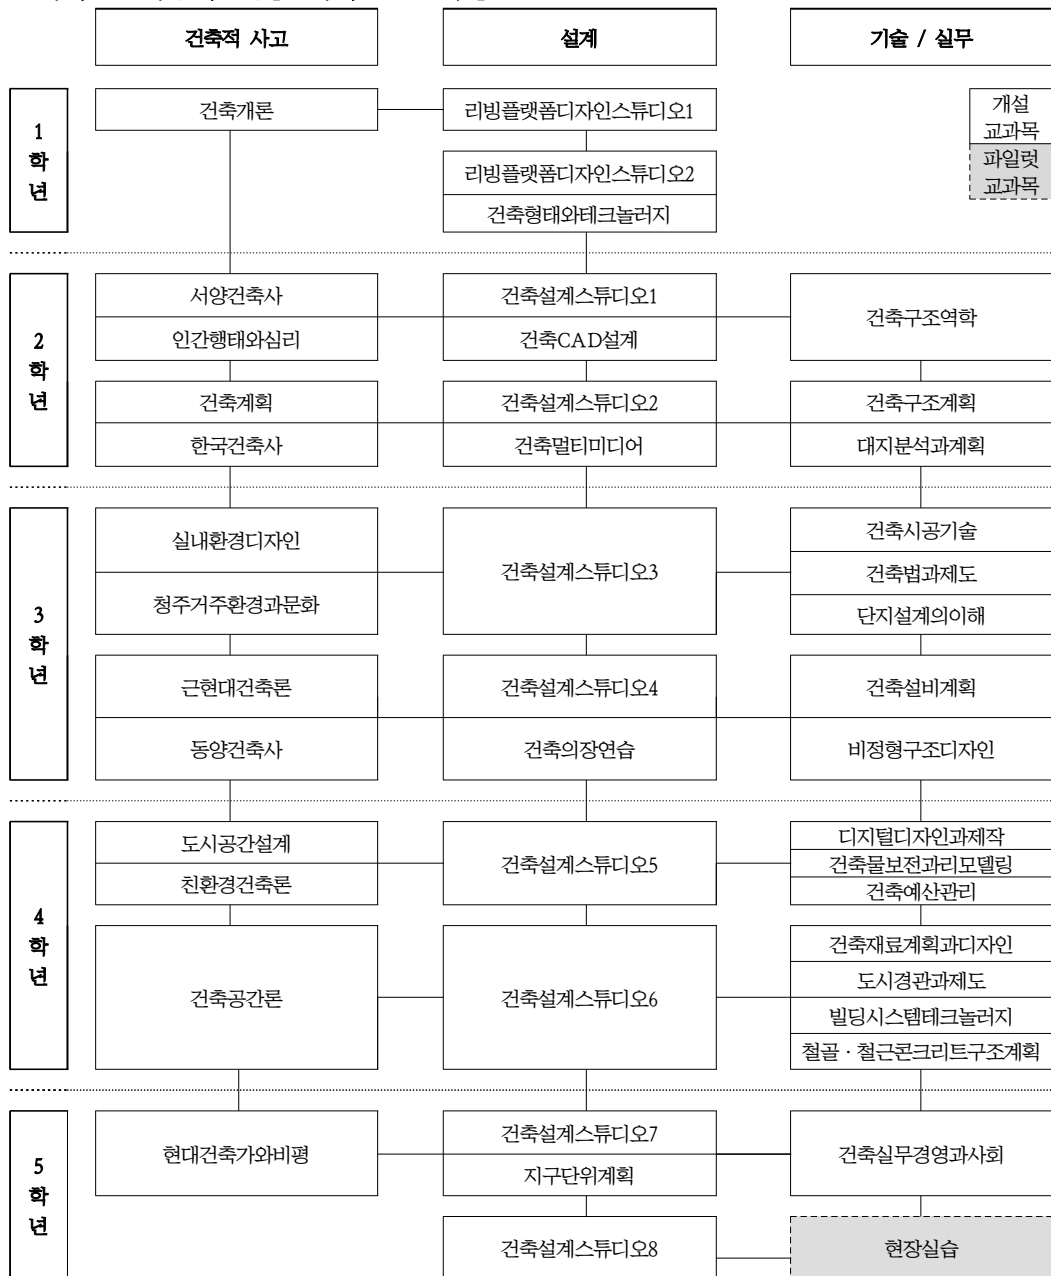 건축적 사고
설계
기술 / 실무
1
학
년
건축개론
리빙플랫폼디자인스튜디오1
개설
교과목
파일럿
교과목
리빙플랫폼디자인스튜디오2
건축형태와테크놀러지
2
학
년
서양건축사
건축설계스튜디오1
건축구조역학
인간행태와심리
건축CAD설계
건축계획
건축설계스튜디오2
건축구조계획
한국건축사
건축멀티미디어
대지분석과계획
3
학
년
실내환경디자인
건축설계스튜디오3
건축시공기술
건축법과제도
청주거주환경과문화
단지설계의이해
근현대건축론
건축설계스튜디오4
건축설비계획
동양건축사
건축의장연습
비정형구조디자인
4
학
년
도시공간설계
건축설계스튜디오5
디지털디자인과제작
건축물보전과리모델링
친환경건축론
건축예산관리
건축공간론
건축설계스튜디오6
건축재료계획과디자인
도시경관과제도
빌딩시스템테크놀러지
철골 · 철근콘크리트구조계획
5
학
년
현대건축가와비평
건축설계스튜디오7
건축실무경영과사회
지구단위계획
건축설계스튜디오8
현장실습